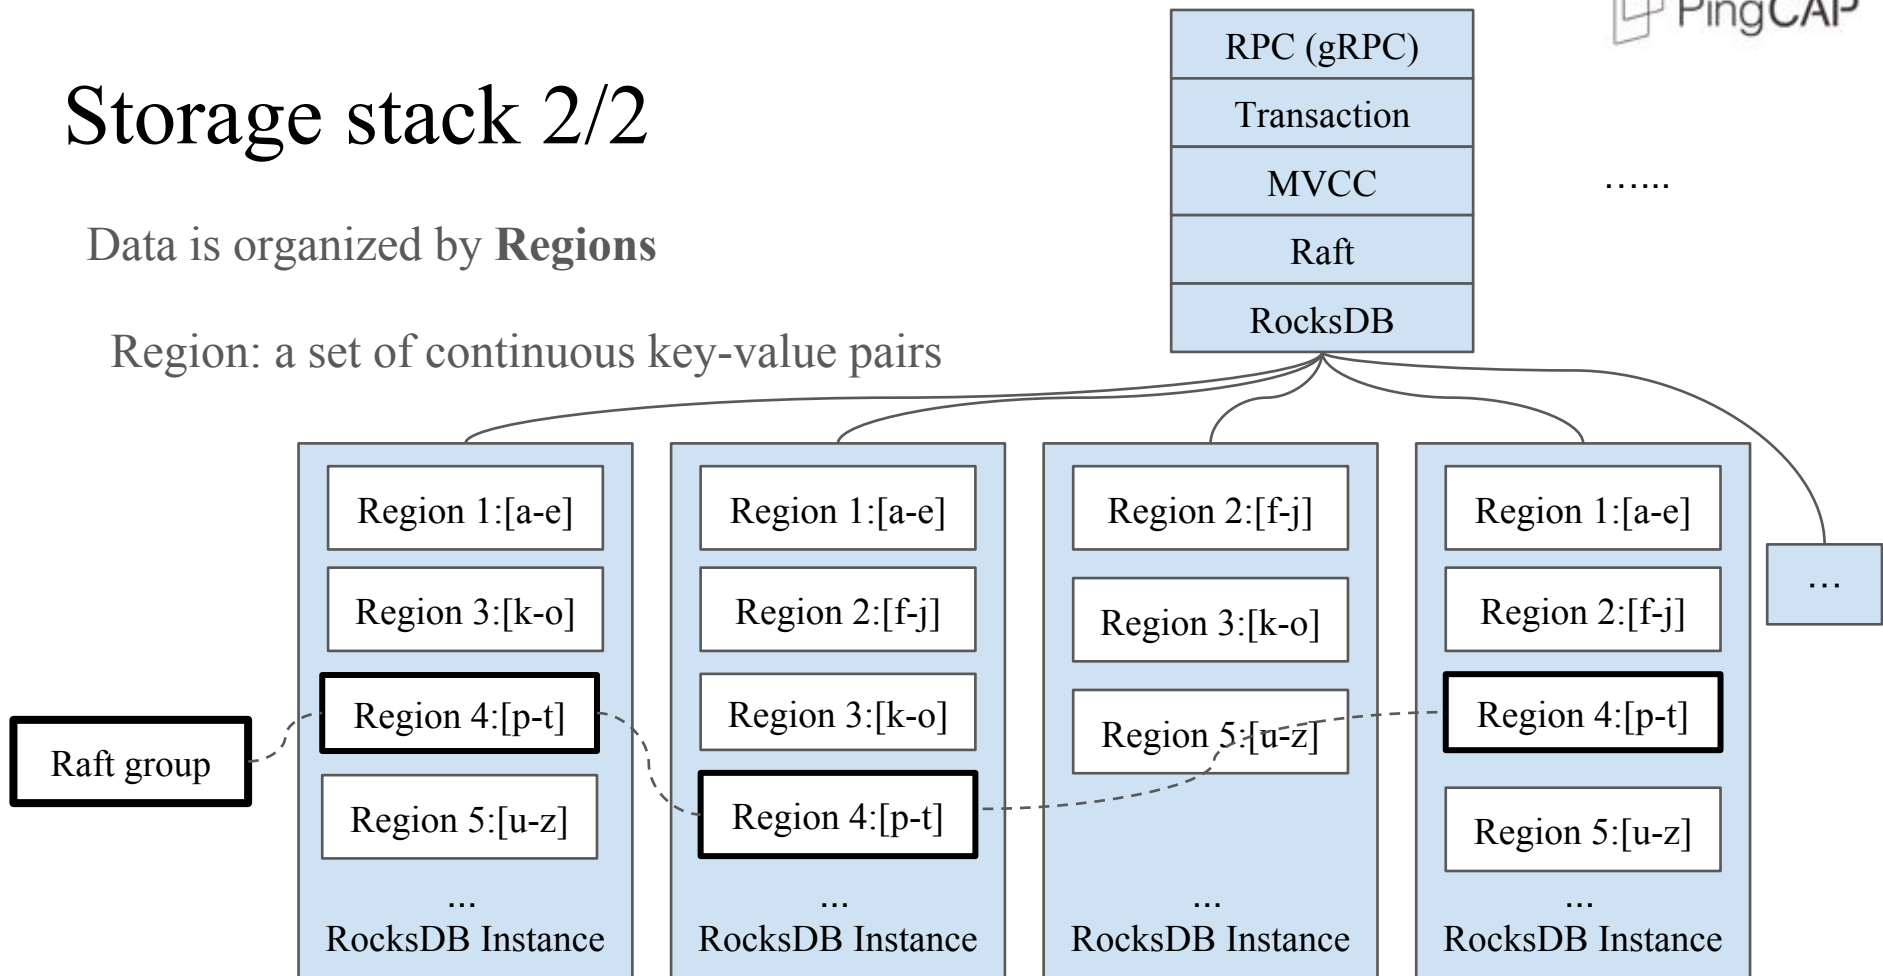 PingCAP
Storage stack 2/2
Data is organized by Regions
Region: a set of continuous key-value pairs
RPC (gRPC)
Transaction
MVCC
Raft
RocksDB
…...
Raft group
Region 1:[a-e]
Region 3:[k-o]
Region 4:[p-t]
Region 5:[u-z]
...
RocksDB Instance
Region 1:[a-e]
Region 2:[f-j]
Region 3:[k-o]
Region 4:[p-t]
...
RocksDB Instance
Region 2:[f-j]
Region 3:[k-o]
Region 5:[u-z]
...
RocksDB Instance
Region 1:[a-e]
Region 2:[f-j]
Region 4:[p-t]
Region 5:[u-z]
...
RocksDB Instance
...